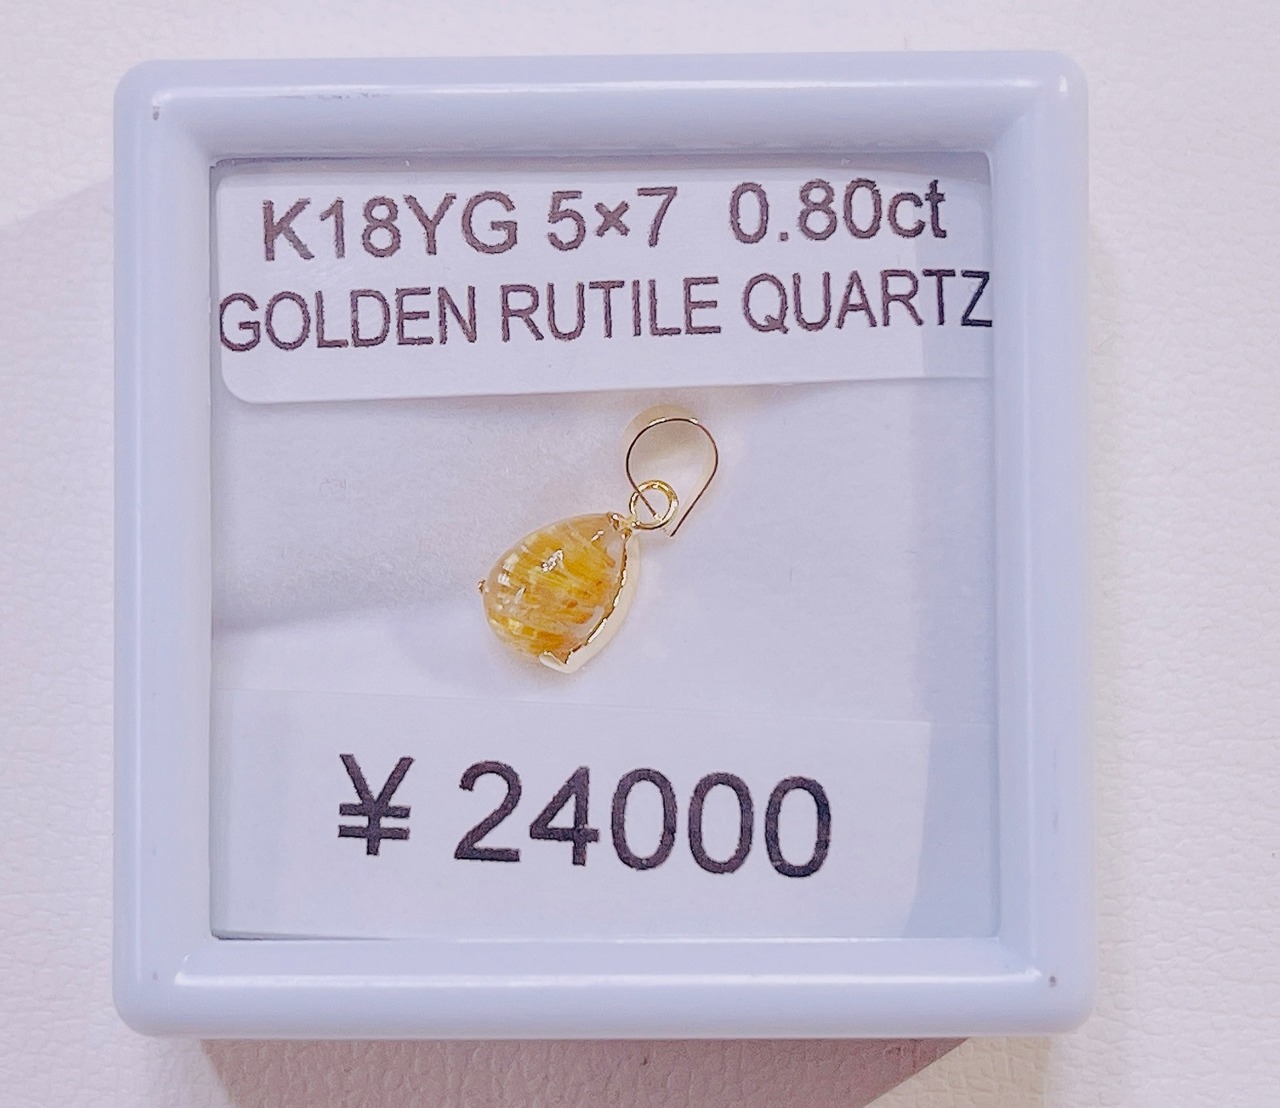 K18YG 5×7 0.80ct
GOLDEN RUTILE QUARTZ
¥ 24000